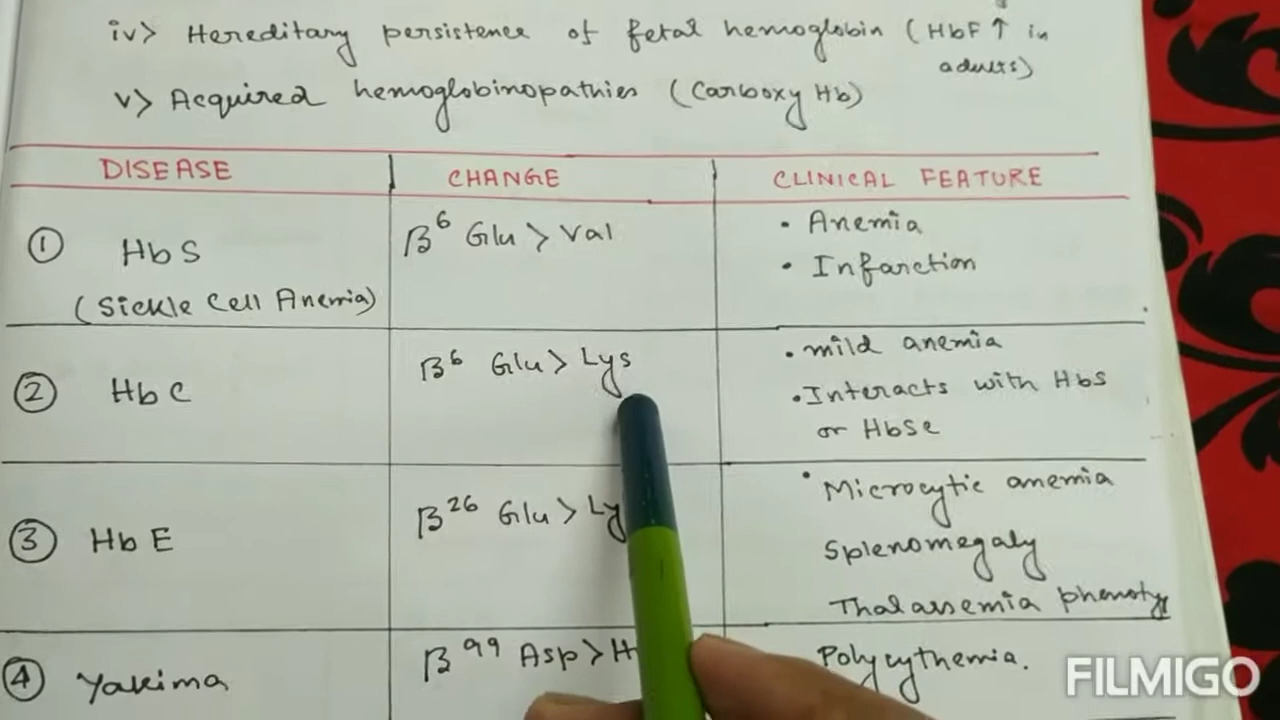 iv> Hereditary persistence of fetal hemoglobin (HbF ↑ in adults)
v> Acquired hemoglobinopathies (Carboxy Hb)
DISEASE CHANGE CLINICAL FEATURE
① HbS
(Sickle Cell Anemia)
β⁶ Glu > Val
• Anemia
• Infarction
② HbC
β⁶ Glu > Lys
• mild anemia
• Interacts with HbS
or HbSe
③ HbE
β²⁶ Glu > Ly
• Microcytic anemia
Splenomegaly
Thalassemia phenoty
④ Yakima
β⁹⁹ Asp > H
Polycythemia.
FILMIGO